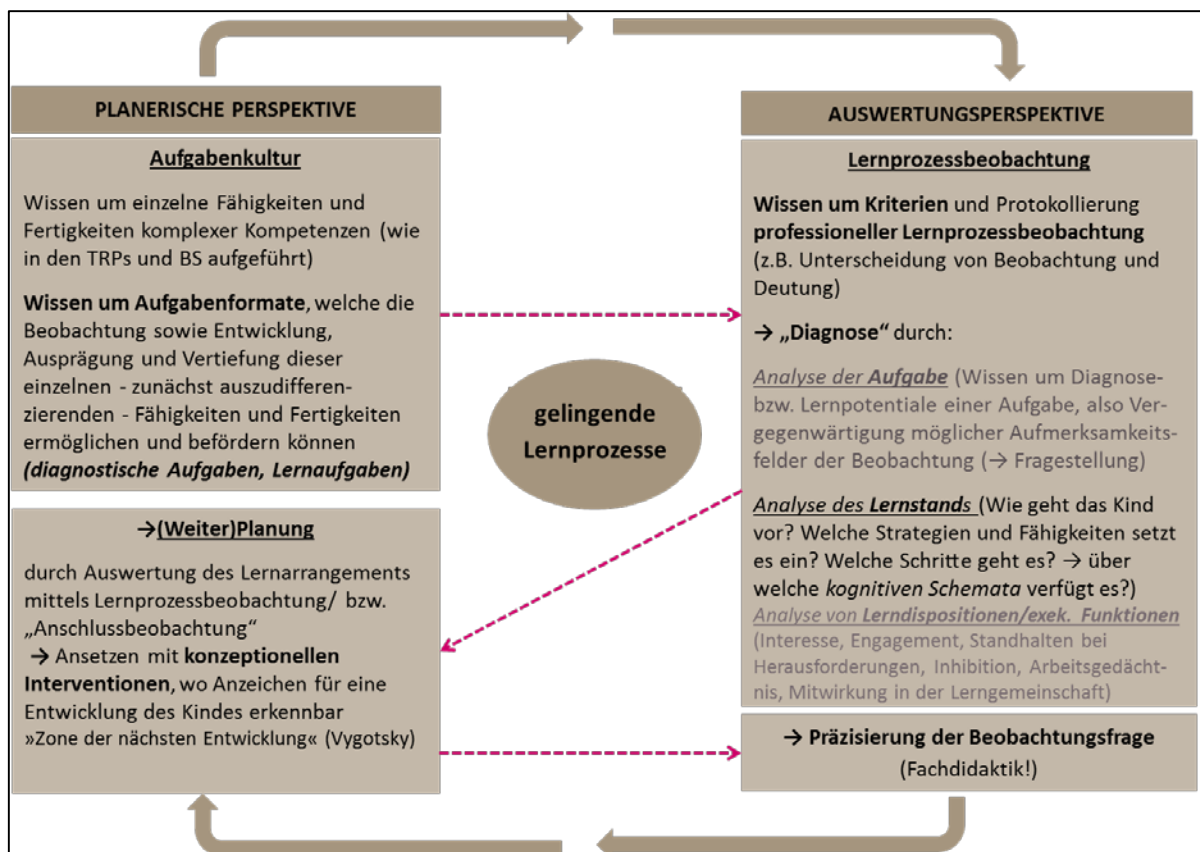 PLANERISCHE PERSPEKTIVE
Aufgabenkultur
Wissen um einzelne Fähigkeiten und
Fertigkeiten komplexer Kompetenzen (wie
in den TRPs und BS aufgeführt)
Wissen um Aufgabenformate, welche die
Beobachtung sowie Entwicklung,
Ausprägung und Vertiefung dieser
einzelnen - zunächst auszudifferen-
zierenden - Fähigkeiten und Fertigkeiten
ermöglichen und befördern können
(diagnostische Aufgaben, Lernaufgaben)
→(Weiter)Planung
durch Auswertung des Lernarrangements
mittels Lernprozessbeobachtung/ bzw.
„Anschlussbeobachtung“
→ Ansetzen mit konzeptionellen
Interventionen, wo Anzeichen für eine
Entwicklung des Kindes erkennbar
»Zone der nächsten Entwicklung« (Vygotsky)
gelingende
Lernprozesse
AUSWERTUNGSPERSPEKTIVE
Lernprozessbeobachtung
Wissen um Kriterien und Protokollierung
professioneller Lernprozessbeobachtung
(z.B. Unterscheidung von Beobachtung und
Deutung)
→ „Diagnose“ durch:
Analyse der Aufgabe (Wissen um Diagnose-
bzw. Lernpotentiale einer Aufgabe, also Ver-
gegenwärtigung möglicher Aufmerksamkeits-
felder der Beobachtung (→ Fragestellung)
Analyse des Lernstands (Wie geht das Kind
vor? Welche Strategien und Fähigkeiten setzt
es ein? Welche Schritte geht es? → über
welche kognitiven Schemata verfügt es?)
Analyse von Lerndispositionen/exek. Funktionen
(Interesse, Engagement, Standhalten bei
Herausforderungen, Inhibition, Arbeitsgedächt-
nis, Mitwirkung in der Lerngemeinschaft)
→ Präzisierung der Beobachtungsfrage
(Fachdidaktik!)